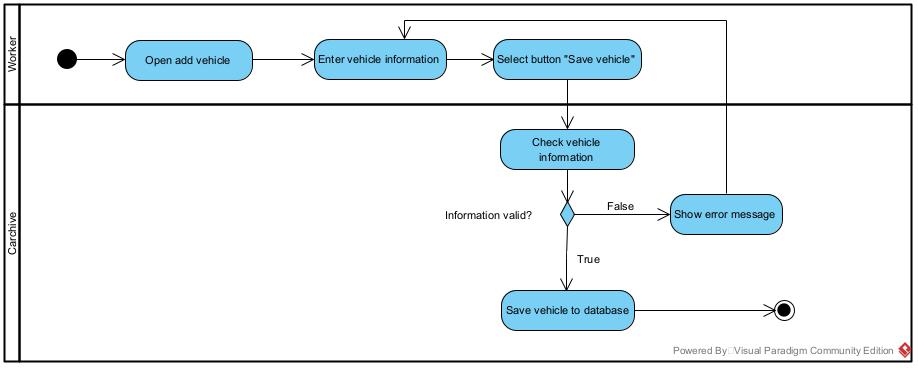 Worker
Open add vehicle
Enter vehicle information
Select button "Save vehicle"
Carchive
Check vehicle
information
Information valid?
False
Show error message
True
Save vehicle to database
Powered By Visual Paradigm Community Edition